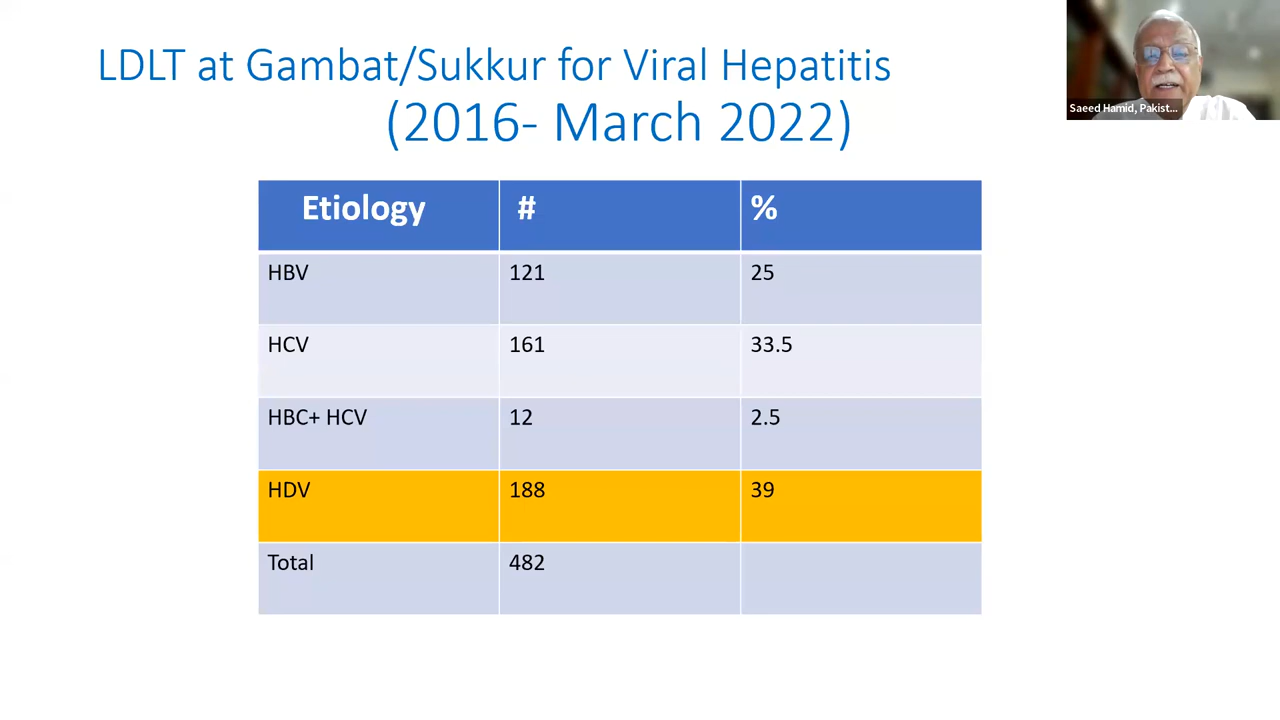 LDLT at Gambat/Sukkur for Viral Hepatitis
(2016- March 2022)
Saeed Hamid, Pakist...
Etiology # %
HBV 121 25
HCV 161 33.5
HBC+ HCV 12 2.5
HDV 188 39
Total 482